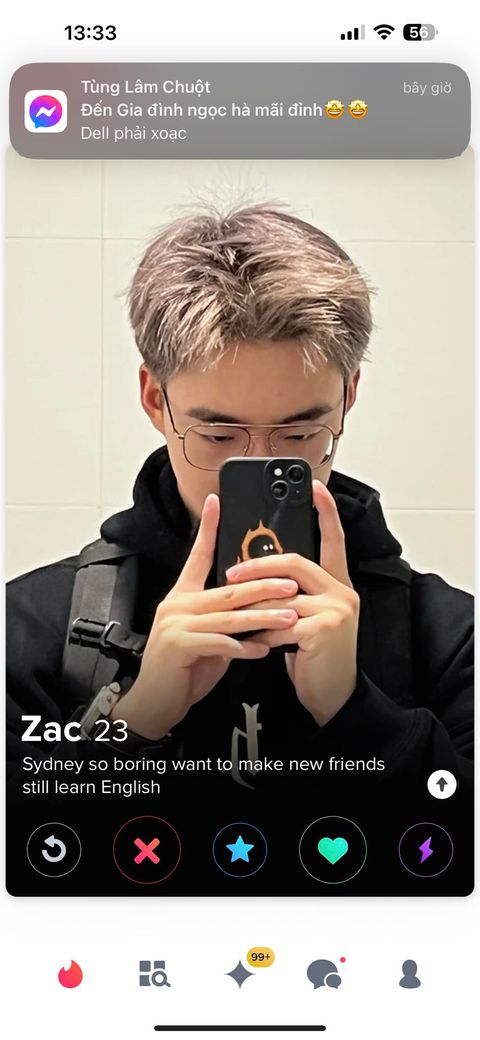 13:33
56
Tùng Lâm Chuột
bây giờ
Đến Gia đình ngọc hà mãi đỉnh🤩🤩
Dell phải xoạc
Zac 23
Sydney so boring want to make new friends
still learn English
99+